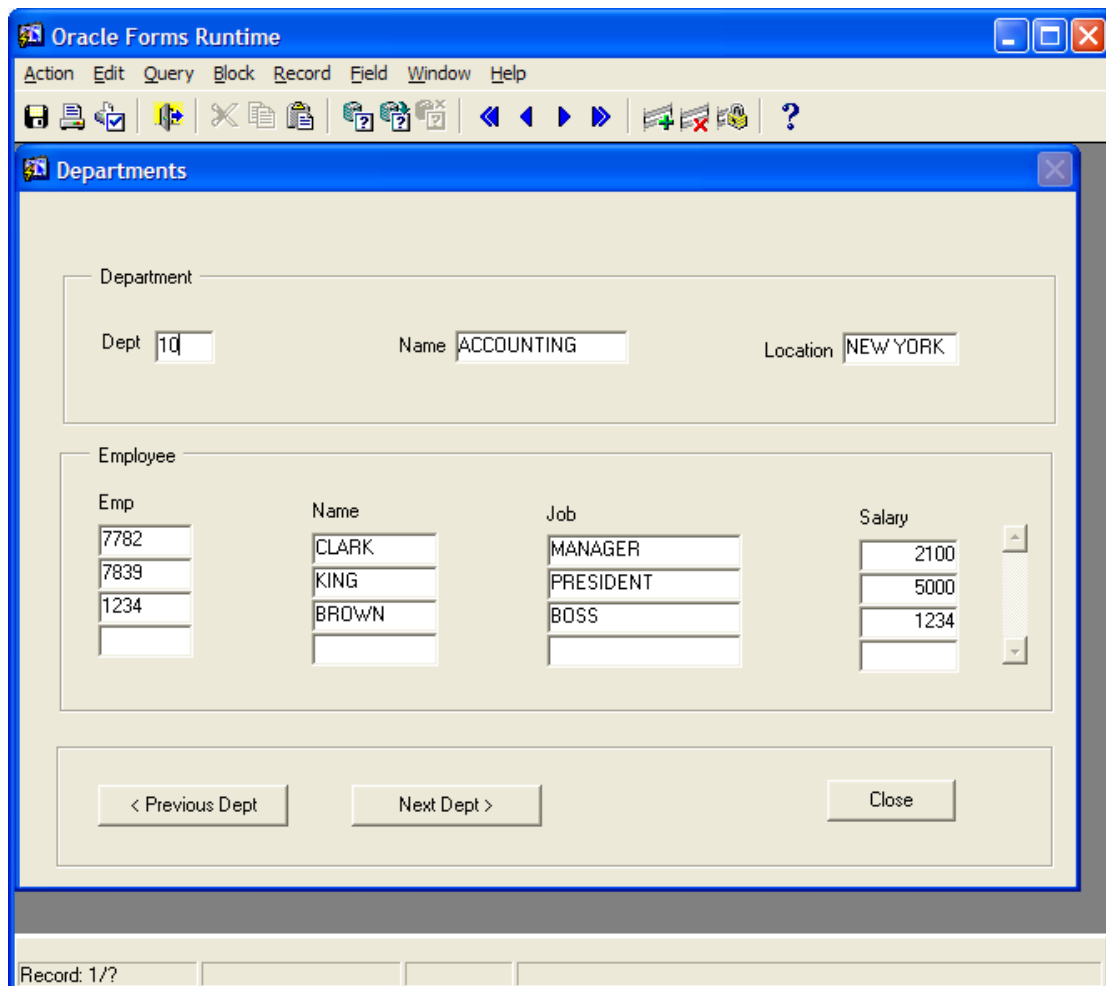 Oracle Forms Runtime
Action Edit Query Block Record Field Window Help
?
Departments
Department
Dept 10 Name ACCOUNTING Location NEW YORK
Employee
Emp Name Job Salary
7782 CLARK MANAGER 2100
7839 KING PRESIDENT 5000
1234 BROWN BOSS 1234
< Previous Dept Next Dept > Close
Record: 1/?